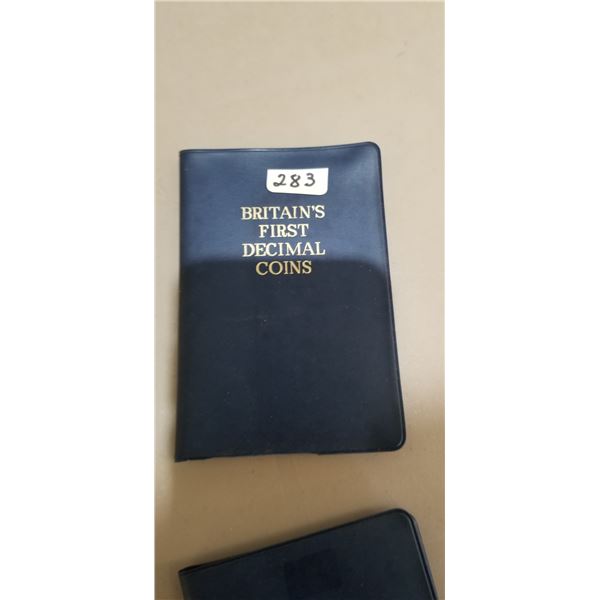 283
BRITAIN'S
FIRST
DECIMAL
COINS